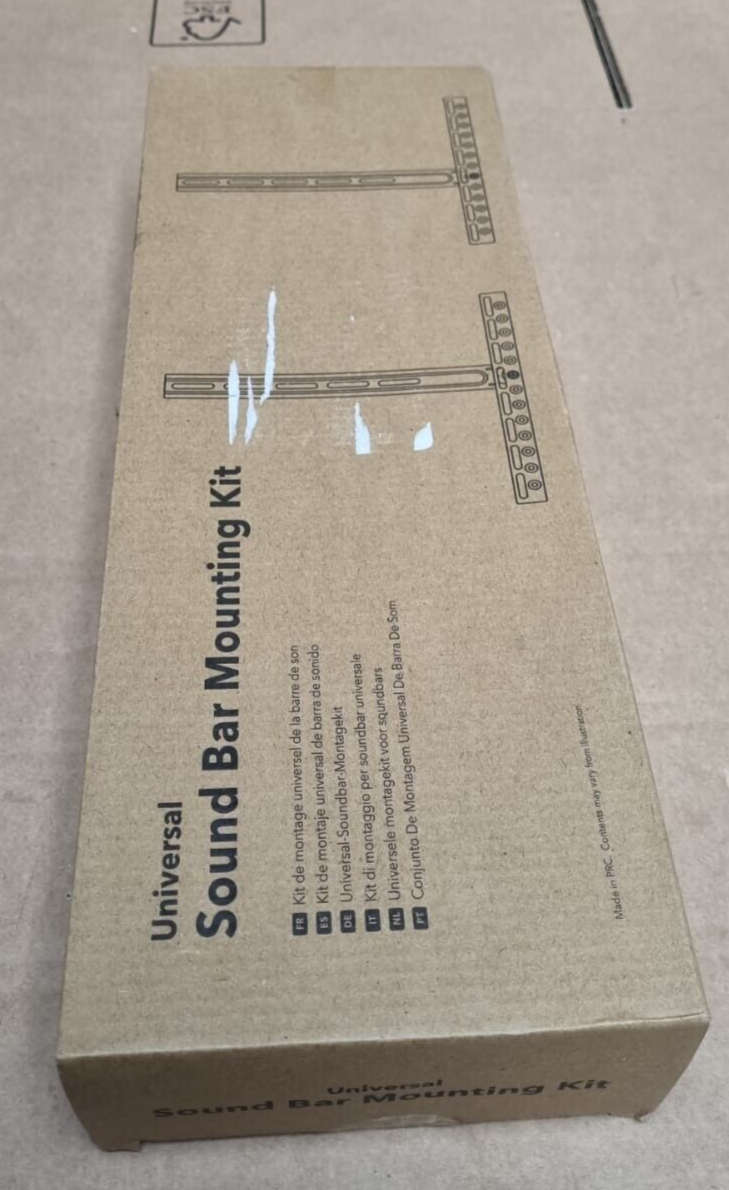 Universal
Sound Bar Mounting Kit
FR Kit de montage universel de la barre de son
ES Kit de montaje universal de barra de sonido
DE Universal-Soundbar-Montagekit
IT Kit di montaggio per soundbar universale
NL Universele montagekit voor soundbars
PT Conjunto De Montagem Universal De Barra De Som
Made in PRC. Contents may vary from illustration.
Universal
Sound Bar Mounting Kit